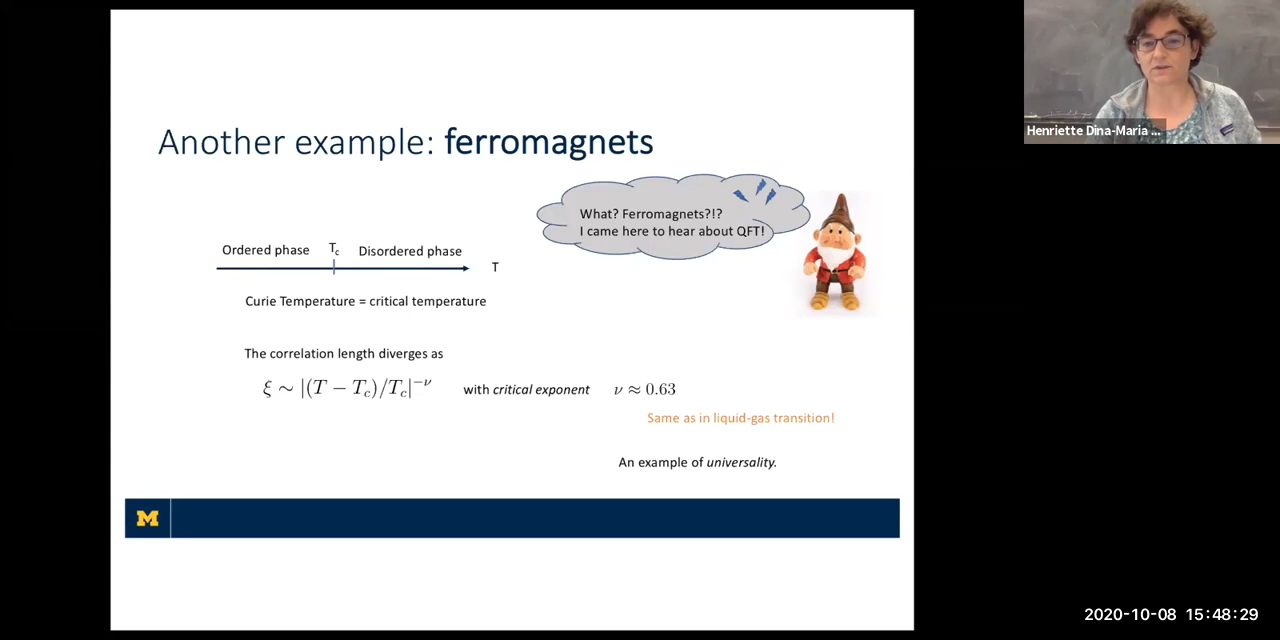 Another example: ferromagnets
What? Ferromagnets?!?
I came here to hear about QFT!
Ordered phase
T_c
Disordered phase
T
Curie Temperature = critical temperature
The correlation length diverges as
ξ ∼ |(T − T_c)/T_c|^{−ν} with critical exponent ν ≈ 0.63
Same as in liquid-gas transition!
An example of universality.
M
Henriette Dina-Maria ...
2020-10-08 15:48:29